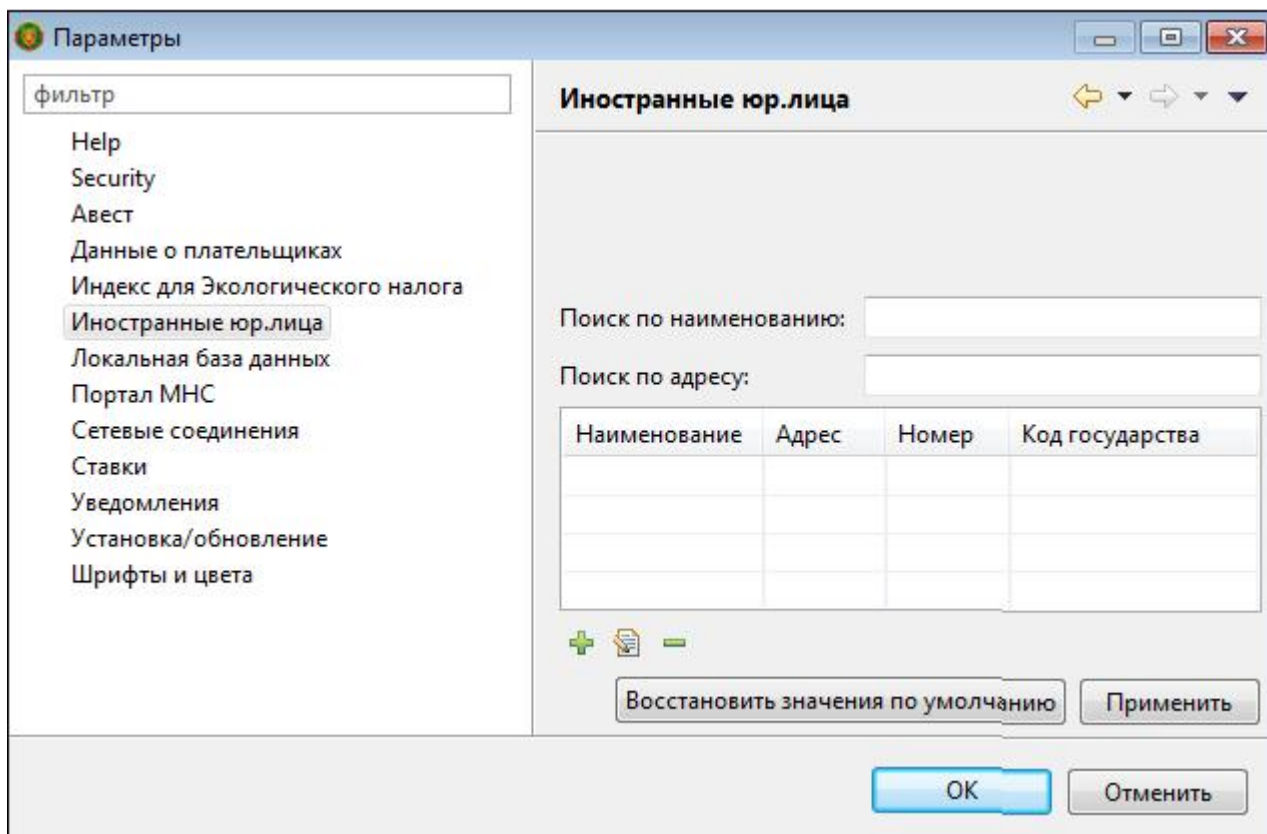 Параметры
фильтр
Help
Security
Авест
Данные о плательщиках
Индекс для Экологического налога
Иностранные юр.лица
Локальная база данных
Портал МНС
Сетевые соединения
Ставки
Уведомления
Установка/обновление
Шрифты и цвета
Иностранные юр.лица
Поиск по наименованию:
Поиск по адресу:
Наименование Адрес Номер Код государства
Восстановить значения по умолчанию Применить
OK Отменить